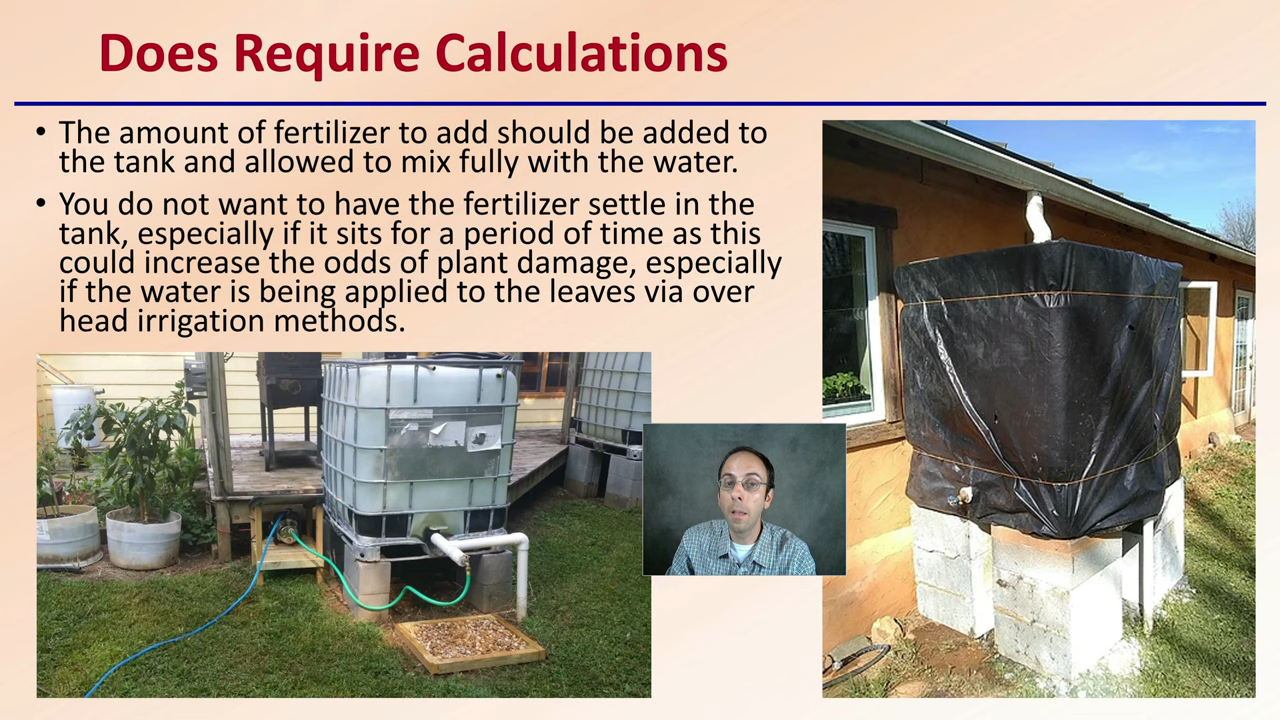 Does Require Calculations
• The amount of fertilizer to add should be added to
the tank and allowed to mix fully with the water.
• You do not want to have the fertilizer settle in the
tank, especially if it sits for a period of time as this
could increase the odds of plant damage, especially
if the water is being applied to the leaves via over
head irrigation methods.